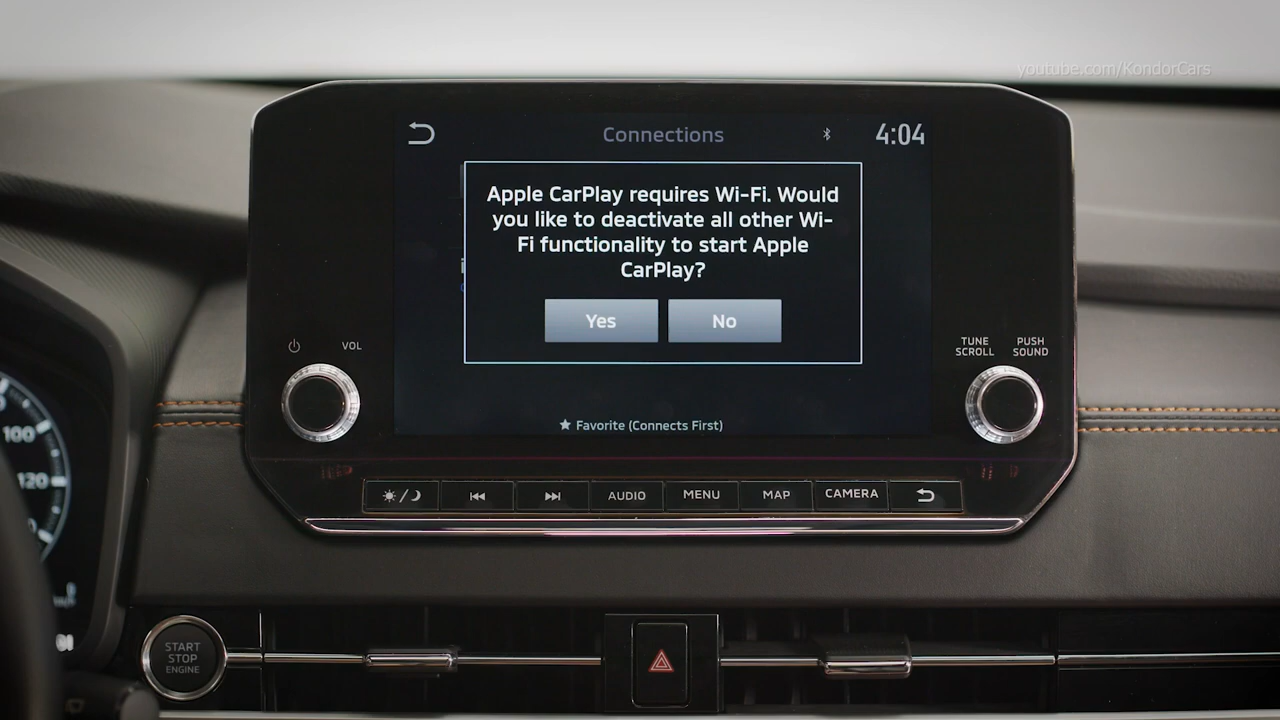 youtube.com/KondorCars
Connections
4:04
Apple CarPlay requires Wi-Fi. Would
you like to deactivate all other Wi-
Fi functionality to start Apple
CarPlay?
Yes
No
Favorite (Connects First)
VOL
TUNE
SCROLL
PUSH
SOUND
100
120
AUDIO
MENU
MAP
CAMERA
START
STOP
ENGINE